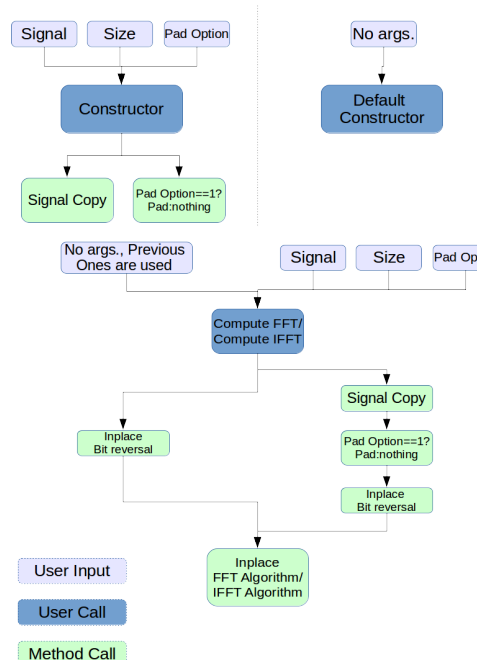 Signal
Size
Pad Option
No args.
Constructor
Default
Constructor
Signal Copy
Pad Option==1?
Pad:nothing
No args., Previous
Ones are used
Signal
Size
Pad Op
Compute FFT/
Compute IFFT
Signal Copy
Inplace
Bit reversal
Pad Option==1?
Pad:nothing
Inplace
Bit reversal
Inplace
FFT Algorithm/
IFFT Algorithm
User Input
User Call
Method Call